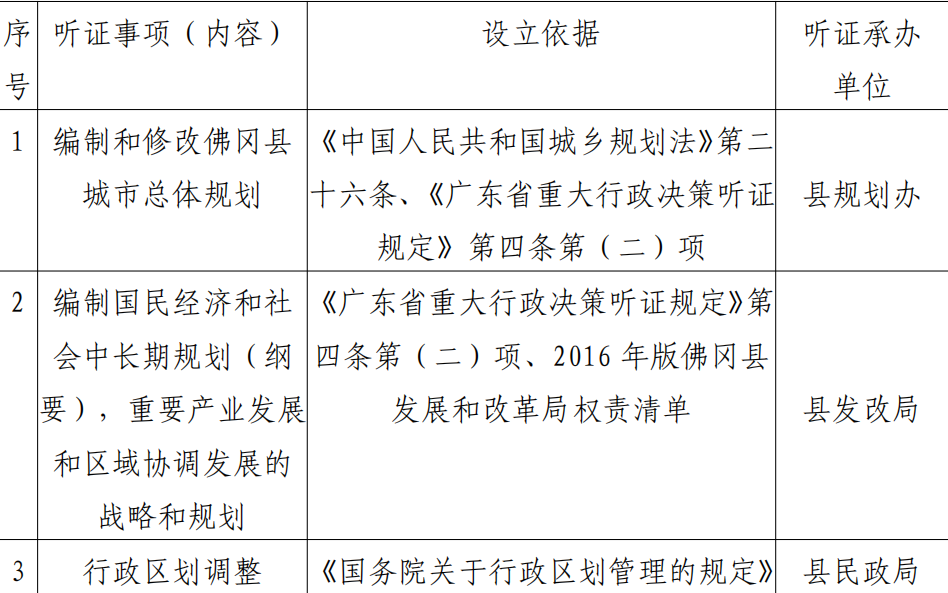 序号
听证事项（内容）
设立依据
听证承办
单位
1
编制和修改佛冈县
城市总体规划
《中国人民共和国城乡规划法》第二
十六条、《广东省重大行政决策听证
规定》第四条第（二）项
县规划办
2
编制国民经济和社
会中长期规划（纲
要），重要产业发展
和区域协调发展的
战略和规划
《广东省重大行政决策听证规定》第
四条第（二）项、2016 年版佛冈县
发展和改革局权责清单
县发改局
3
行政区划调整
《国务院关于行政区划管理的规定》
县民政局